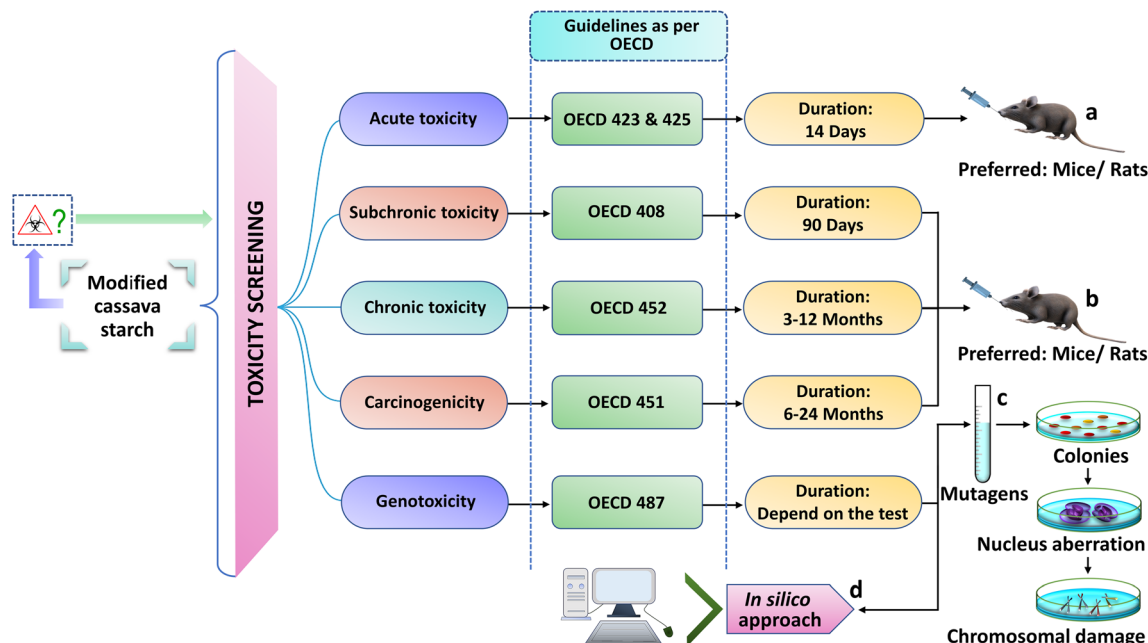 Guidelines as per
OECD
Acute toxicity
OECD 423 & 425
Duration:
14 Days
a
Preferred: Mice/ Rats
Subchronic toxicity
OECD 408
Duration:
90 Days
?
Modified
cassava
starch
TOXICITY SCREENING
Chronic toxicity
OECD 452
Duration:
3-12 Months
b
Preferred: Mice/ Rats
Carcinogenicity
OECD 451
Duration:
6-24 Months
c
Mutagens
Colonies
Genotoxicity
OECD 487
Duration:
Depend on the test
Nucleus aberration
In silico
approach
d
Chromosomal damage